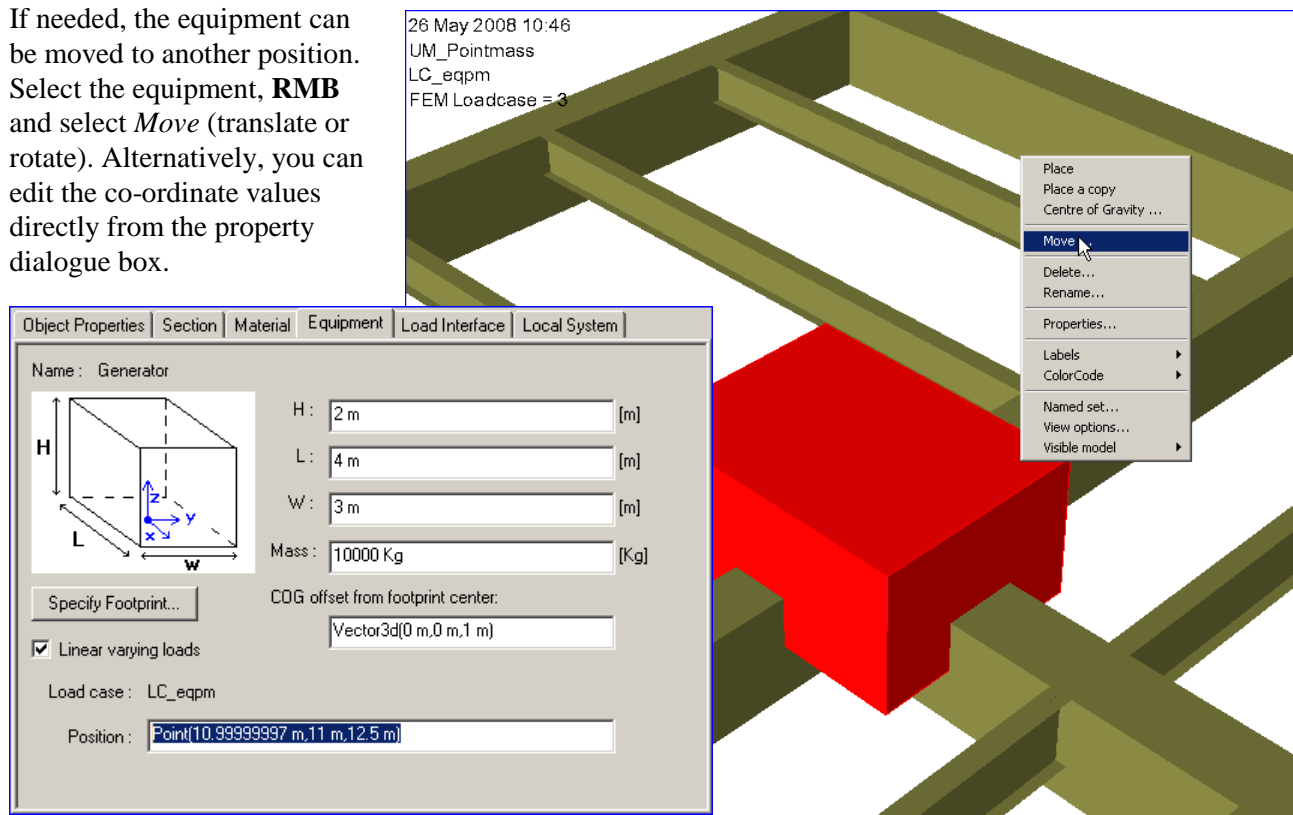 If needed, the equipment can
be moved to another position.
Select the equipment, RMB
and select Move (translate or
rotate). Alternatively, you can
edit the co-ordinate values
directly from the property
dialogue box.
26 May 2008 10:46
UM_Pointmass
LC_eqpm
FEM Loadcase = 3
Place
Place a copy
Centre of Gravity ...
Move ...
Delete...
Rename...
Properties...
Labels
ColorCode
Named set...
View options...
Visible model
Object Properties Section Material Equipment Load Interface Local System
Name : Generator
H : 2 m [m]
L : 4 m [m]
W : 3 m [m]
Mass : 10000 Kg [Kg]
H
L
W
z
y
x
Specify Footprint...
COG offset from footprint center:
Vector3d(0 m,0 m,1 m)
Linear varying loads
Load case : LC_eqpm
Position : Point(10.99999997 m,11 m,12.5 m)